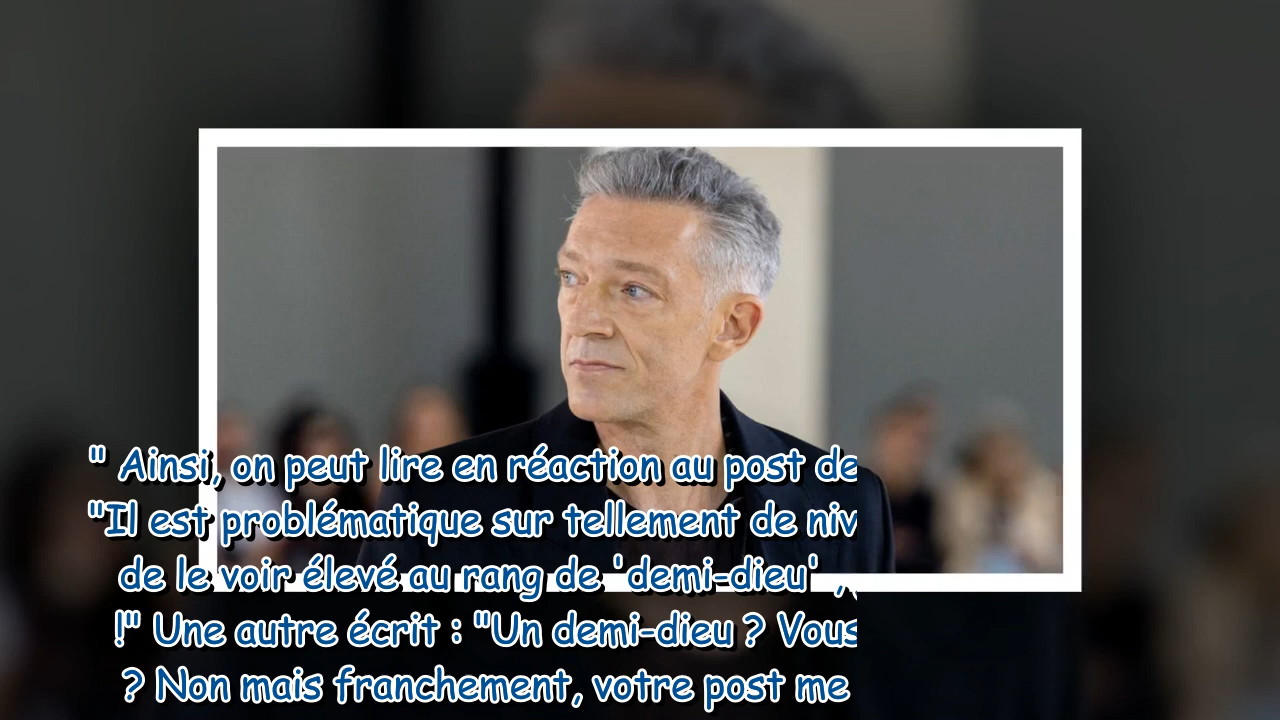 " Ainsi, on peut lire en réaction au post de
"Il est problématique sur tellement de niv
de le voir élevé au rang de 'demi-dieu' ,
!" Une autre écrit : "Un demi-dieu ? Vous
? Non mais franchement, votre post me